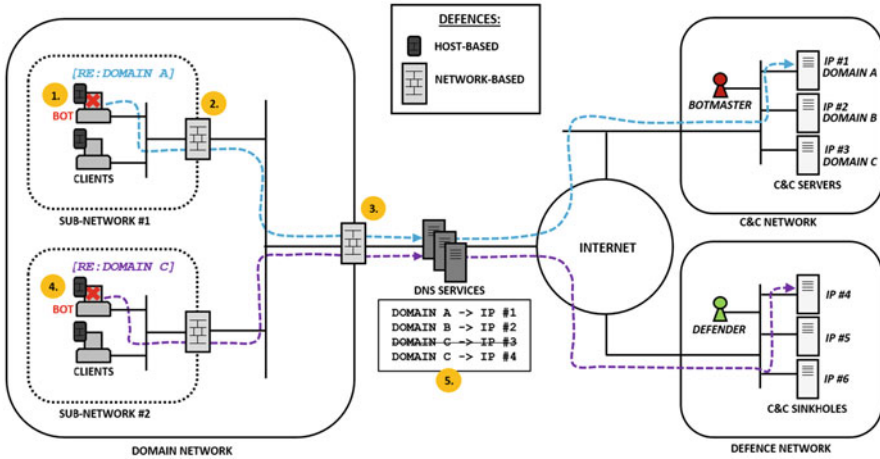 DEFENCES:
HOST-BASED
NETWORK-BASED
[RE:DOMAIN A]
1.
2.
BOT
CLIENTS
SUB-NETWORK #1
3.
[RE:DOMAIN C]
4.
BOT
CLIENTS
SUB-NETWORK #2
DOMAIN NETWORK
DNS SERVICES
DOMAIN A -> IP #1
DOMAIN B -> IP #2
DOMAIN C -> IP #3
DOMAIN C -> IP #4
5.
INTERNET
BOTMASTER
IP #1
DOMAIN A
IP #2
DOMAIN B
IP #3
DOMAIN C
C&C SERVERS
C&C NETWORK
DEFENDER
IP #4
IP #5
IP #6
C&C SINKHOLES
DEFENCE NETWORK